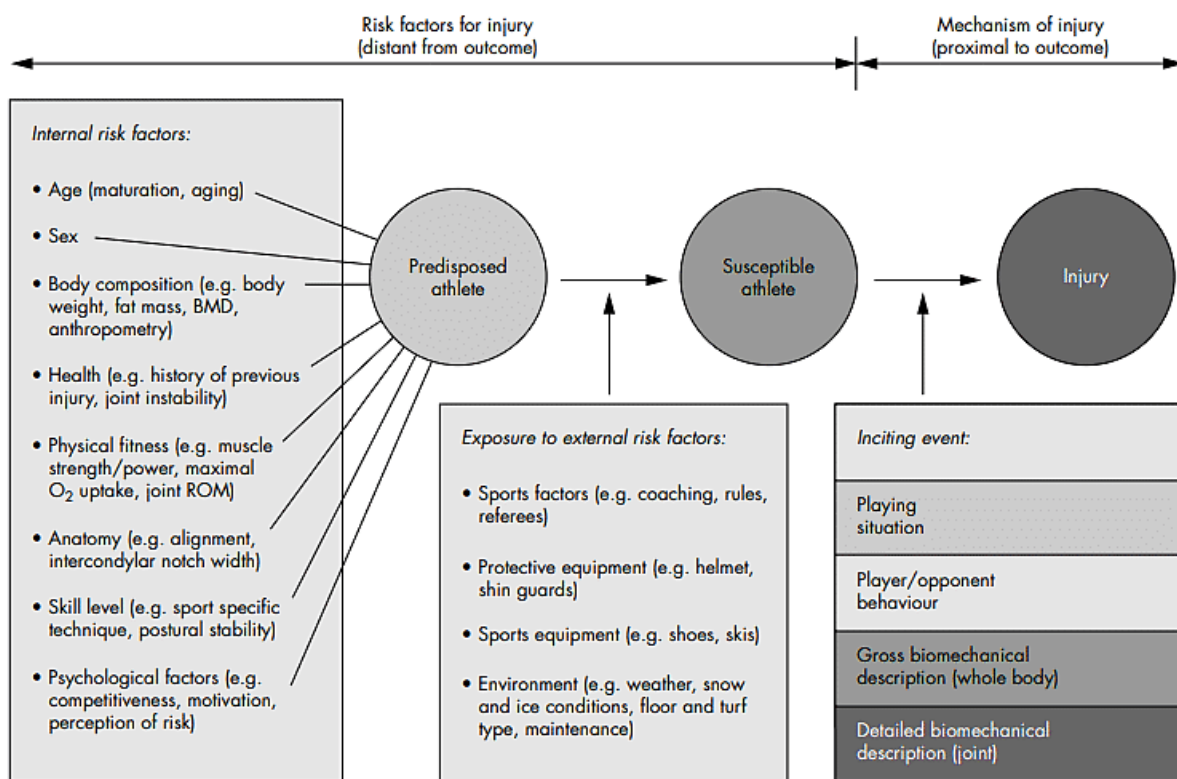 Risk factors for injury
(distant from outcome)
Mechanism of injury
(proximal to outcome)
Internal risk factors:
• Age (maturation, aging)
• Sex
• Body composition (e.g. body
weight, fat mass, BMD,
anthropometry)
• Health (e.g. history of previous
injury, joint instability)
• Physical fitness (e.g. muscle
strength/power, maximal
O₂ uptake, joint ROM)
• Anatomy (e.g. alignment,
intercondylar notch width)
• Skill level (e.g. sport specific
technique, postural stability)
• Psychological factors (e.g.
competitiveness, motivation,
perception of risk)
Predisposed
athlete
Susceptible
athlete
Injury
Exposure to external risk factors:
• Sports factors (e.g. coaching, rules,
referees)
• Protective equipment (e.g. helmet,
shin guards)
• Sports equipment (e.g. shoes, skis)
• Environment (e.g. weather, snow
and ice conditions, floor and turf
type, maintenance)
Inciting event:
Playing
situation
Player/opponent
behaviour
Gross biomechanical
description (whole body)
Detailed biomechanical
description (joint)